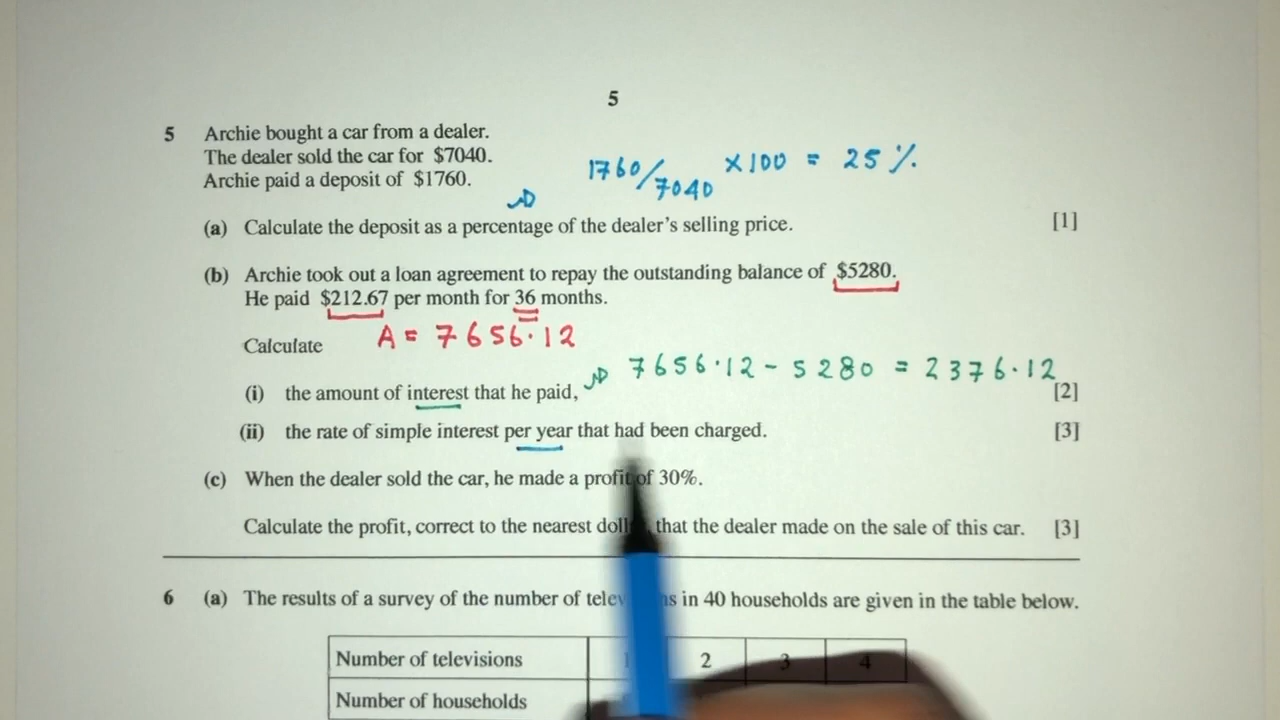 5
5 Archie bought a car from a dealer.
The dealer sold the car for $7040.
1760/7040 ×100 = 25%
Archie paid a deposit of $1760.
(a) Calculate the deposit as a percentage of the dealer's selling price. [1]
(b) Archie took out a loan agreement to repay the outstanding balance of $5280.
He paid $212.67 per month for 36 months.
A = 7656.12
Calculate
7656.12 - 5280 = 2376.12
(i) the amount of interest that he paid, [2]
(ii) the rate of simple interest per year that had been charged. [3]
(c) When the dealer sold the car, he made a profit of 30%.
Calculate the profit, correct to the nearest that the dealer made on the sale of this car. [3]
6 (a) The results of a survey of the number of in 40 households are given in the table below.
Number of televisions 2 3 4
Number of households